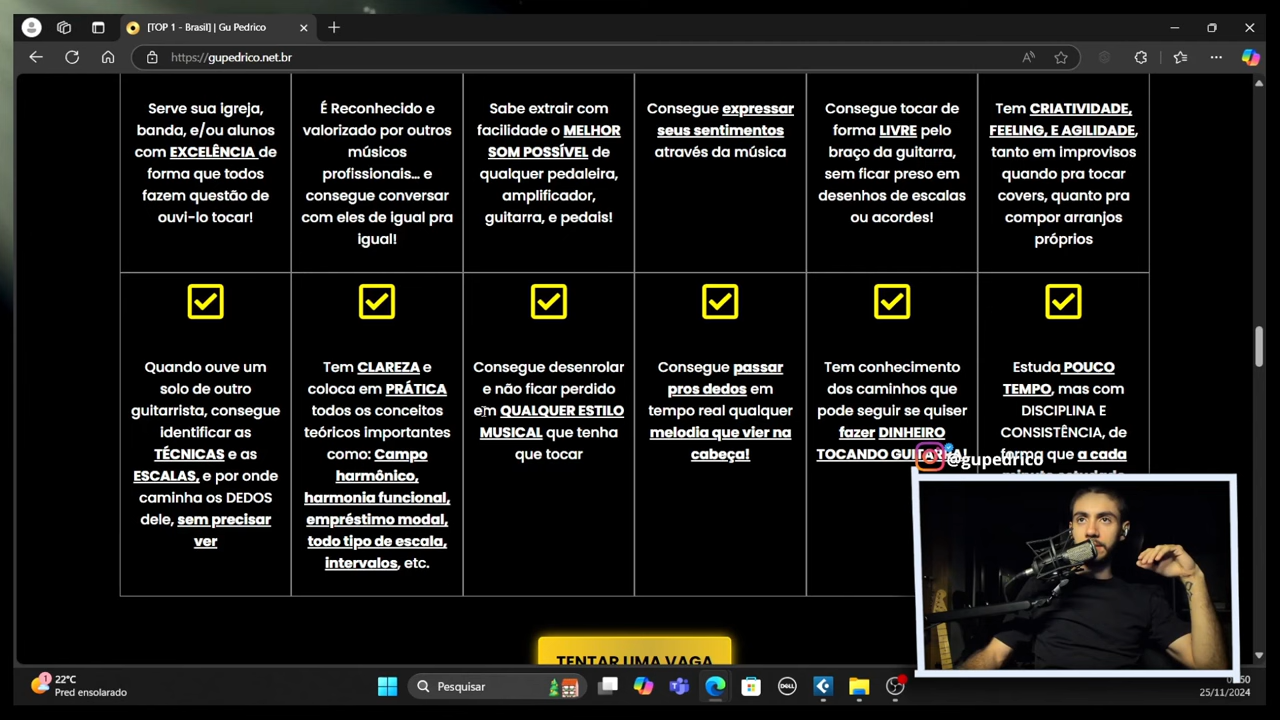 [TOP 1 - Brasil] | Gu Pedrico
https://gupedrico.net.br
Serve sua igreja,
banda, e/ou alunos
com EXCELÊNCIA de
forma que todos
fazem questão de
ouvi-lo tocar!
É Reconhecido e
valorizado por outros
músicos
profissionais... e
consegue conversar
com eles de igual pra
igual!
Sabe extrair com
facilidade o MELHOR
SOM POSSÍVEL de
qualquer pedaleira,
amplificador,
guitarra, e pedais!
Consegue expressar
seus sentimentos
através da música
Consegue tocar de
forma LIVRE pelo
braço da guitarra,
sem ficar preso em
desenhos de escalas
ou acordes!
Tem CRIATIVIDADE,
FEELING, E AGILIDADE,
tanto em improvisos
quando pra tocar
covers, quanto pra
compor arranjos
próprios
Quando ouve um
solo de outro
guitarrista, consegue
identificar as
TÉCNICAS e as
ESCALAS, e por onde
caminha os DEDOS
dele, sem precisar
ver
Tem CLAREZA e
coloca em PRÁTICA
todos os conceitos
teóricos importantes
como: Campo
harmônico,
harmonia funcional,
empréstimo modal,
todo tipo de escala,
intervalos, etc.
Consegue desenrolar
e não ficar perdido
em QUALQUER ESTILO
MUSICAL que tenha
que tocar
Consegue passar
pros dedos em
tempo real qualquer
melodia que vier na
cabeça!
Tem conhecimento
dos caminhos que
pode seguir se quiser
fazer DINHEIRO
TOCANDO GUITARRA!
Estuda POUCO
TEMPO, mas com
DISCIPLINA E
CONSISTÊNCIA, de
forma que a cada
@gupedrico
TENTAR UMA VAGA
1
22°C
Pred ensolarado
Pesquisar
DELL
25/11/2024